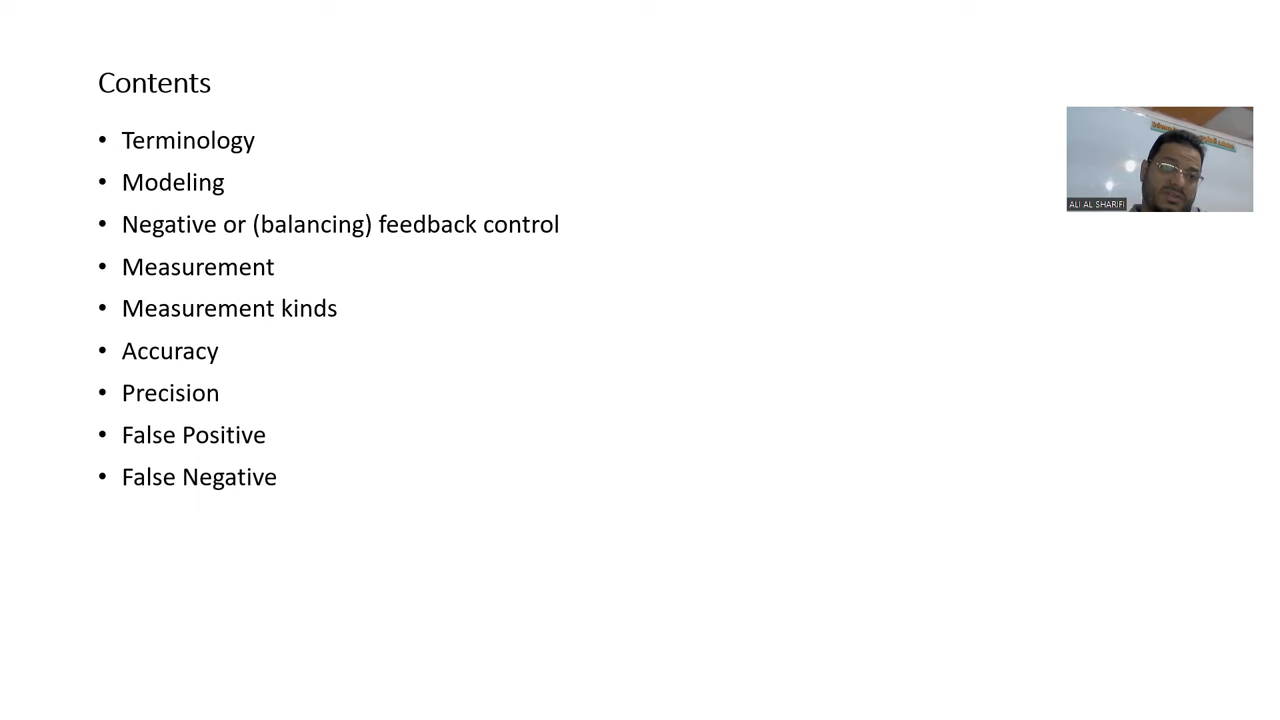 Contents
• Terminology
• Modeling
• Negative or (balancing) feedback control
• Measurement
• Measurement kinds
• Accuracy
• Precision
• False Positive
• False Negative
ALI AL SHARIFI